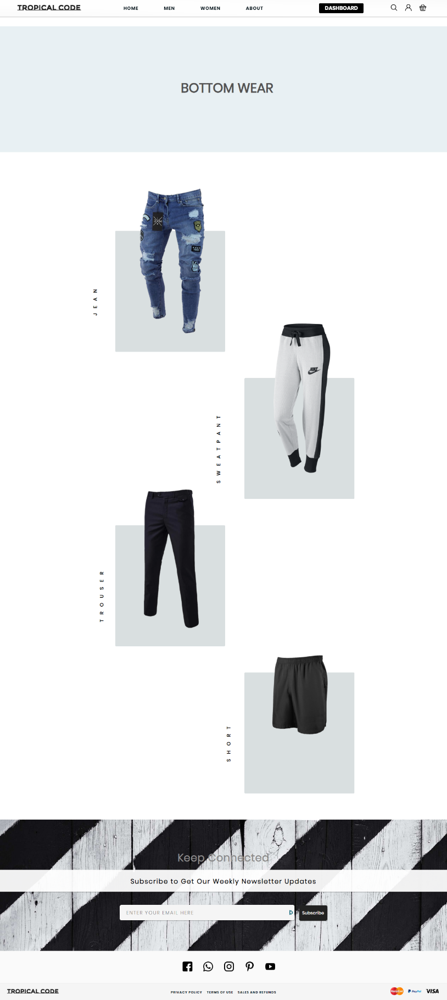 TROPICAL CODE
HOME MEN WOMEN ABOUT DASHBOARD
BOTTOM WEAR
JEAN
NIKE
SWEATPANT
TROUSER
SHORT
Keep Connected
Subscribe to Get Our Weekly Newsletter Updates
ENTER YOUR EMAIL HERE Subscribe
TROPICAL CODE PRIVACY POLICY TERMS OF USE SALES AND REFUNDS MasterCard PayPal VISA